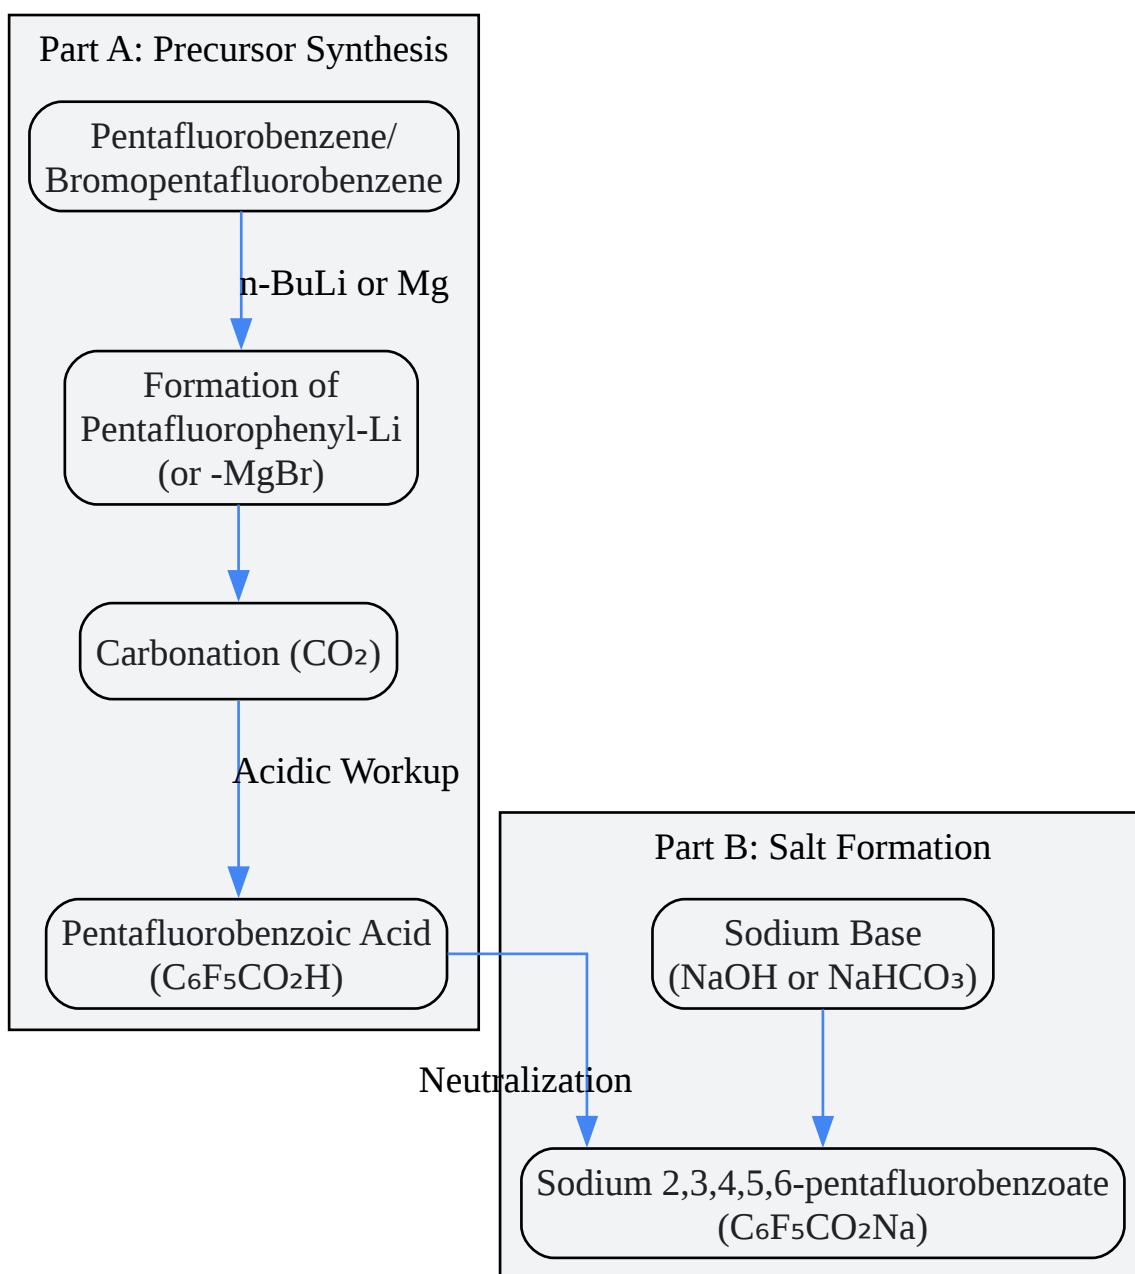 Part A: Precursor Synthesis
Pentafluorobenzene/
Bromopentafluorobenzene
n-BuLi or Mg
Formation of
Pentafluorophenyl-Li
(or -MgBr)
Carbonation (CO₂)
Acidic Workup
Pentafluorobenzoic Acid
(C₆F₅CO₂H)
Neutralization
Part B: Salt Formation
Sodium Base
(NaOH or NaHCO₃)
Sodium 2,3,4,5,6-pentafluorobenzoate
(C₆F₅CO₂Na)